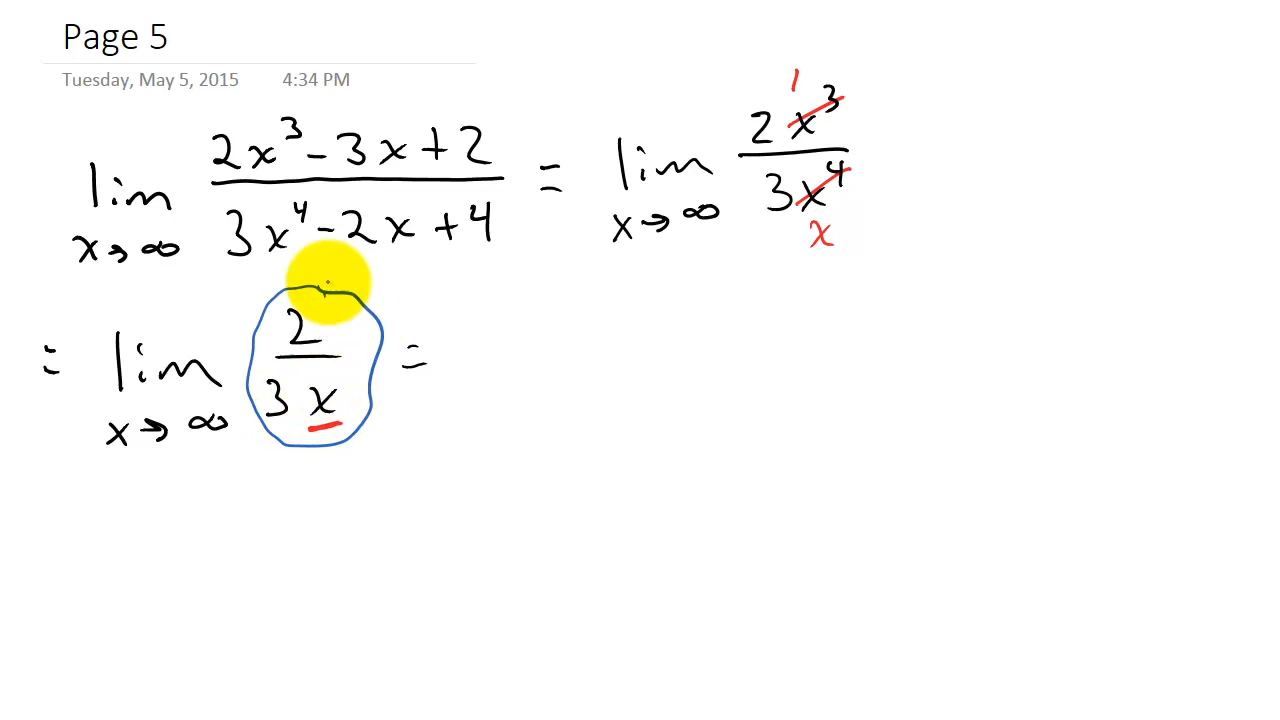 Page 5
Tuesday, May 5, 2015 4:34 PM
lim x→∞ (2x³ - 3x + 2)/(3x⁴ - 2x + 4) = lim x→∞ 2x³/3x⁴ 1 x
= lim x→∞ 2/3x =